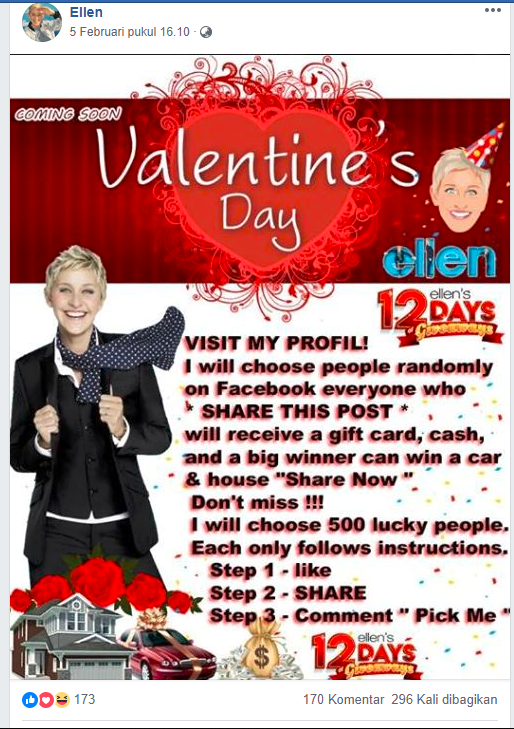 Ellen
5 Februari pukul 16.10
COMING SOON
Valentine's
Day
ellen
ellen's
12 DAYS
Giveaways
VISIT MY PROFIL!
I will choose people randomly
on Facebook everyone who
* SHARE THIS POST *
will receive a gift card, cash,
and a big winner can win a car
& house "Share Now "
Don't miss !!!
I will choose 500 lucky people.
Each only follows instructions.
Step 1 - like
Step 2 - SHARE
Step 3 - Comment " Pick Me "
$
ellen's
12 DAYS
Giveaways
173
170 Komentar 296 Kali dibagikan